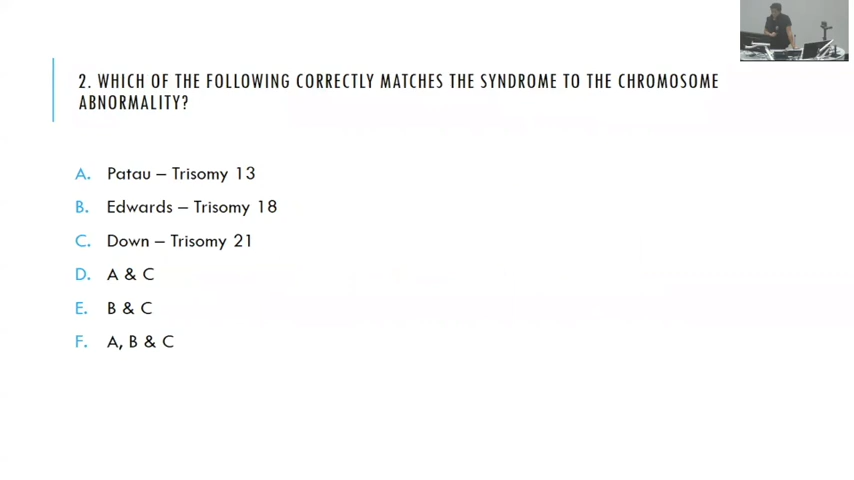 2. WHICH OF THE FOLLOWING CORRECTLY MATCHES THE SYNDROME TO THE CHROMOSOME
ABNORMALITY?
A. Patau – Trisomy 13
B. Edwards – Trisomy 18
C. Down – Trisomy 21
D. A & C
E. B & C
F. A, B & C